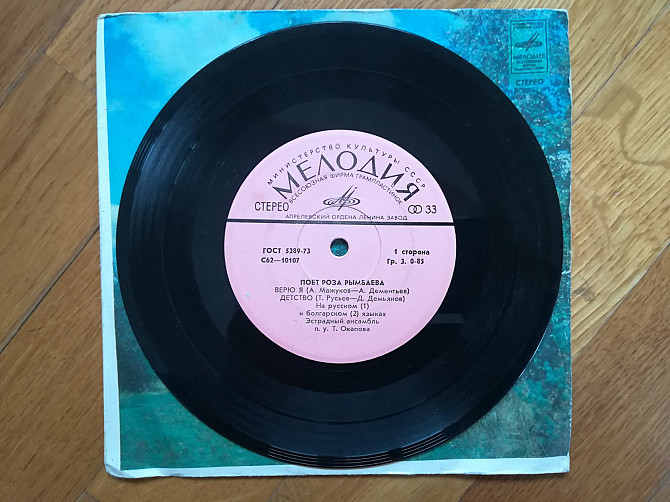 МИНИСТЕРСТВО КУЛЬТУРЫ СССР
МЕЛОДИЯ
ВСЕСОЮЗНАЯ ФИРМА ГРАМПЛАСТИНОК
СТЕРЕО
33
АПРЕЛЕВСКИЙ ОРДЕНА ЛЕНИНА ЗАВОД
ГОСТ 5289-73
С62—10107
1 сторона
Гр. 3. 0-85
ПОЕТ РОЗА РЫМБАЕВА
ВЕРЮ Я (А. Мажуков—А. Дементьев)
ДЕТСТВО (Т. Русьев—Д. Демьянов)
На русском (1)
и болгарском (2) языках
Эстрадный ансамбль
п. у. Т. Окапова
МЕЛОДИЯ
СТЕРЕО